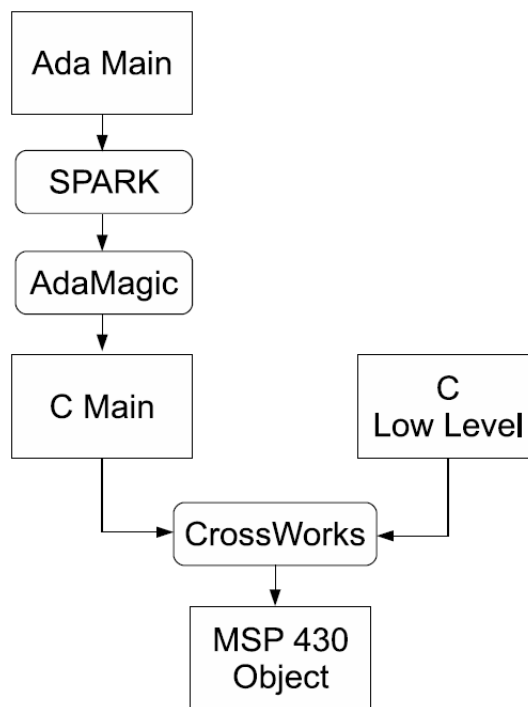 Ada Main
SPARK
AdaMagic
C Main
C
Low Level
CrossWorks
MSP 430
Object